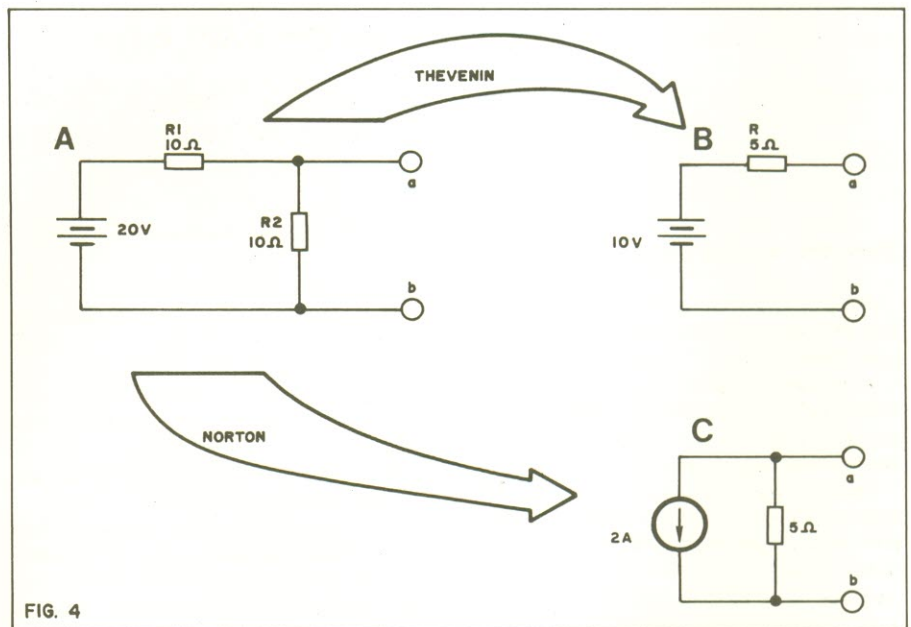 THEVENIN
A
R1
10Ω
a
20V
R2
10Ω
b
B
R
5Ω
a
10V
b
NORTON
C
a
2A
5Ω
b
FIG. 4